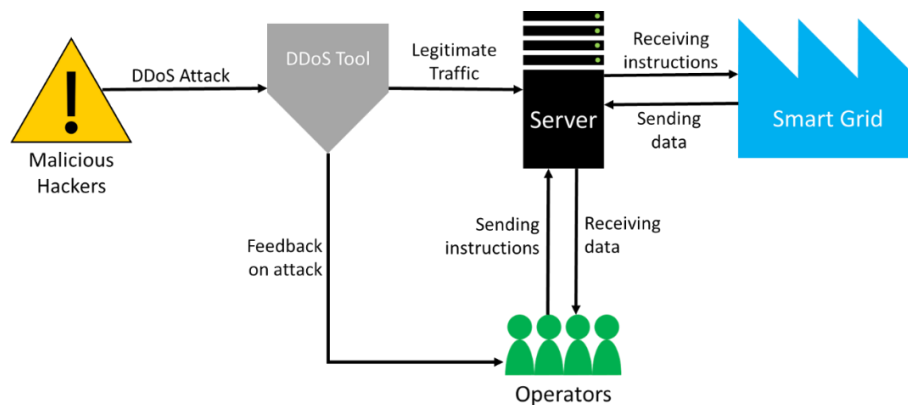 DDoS Attack
Malicious
Hackers
DDoS Tool
Legitimate
Traffic
Server
Receiving
instructions
Sending
data
Smart Grid
Feedback
on attack
Sending
instructions
Receiving
data
Operators